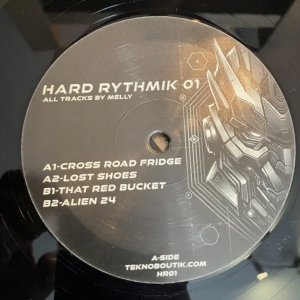 HARD RYTHMIK 01
ALL TRACKS BY MELLY
A1-CROSS ROAD FRIDGE
A2-LOST SHOES
B1-THAT RED BUCKET
B2-ALIEN 24
A-SIDE
TEKNOBOUTIK.COM
HR01